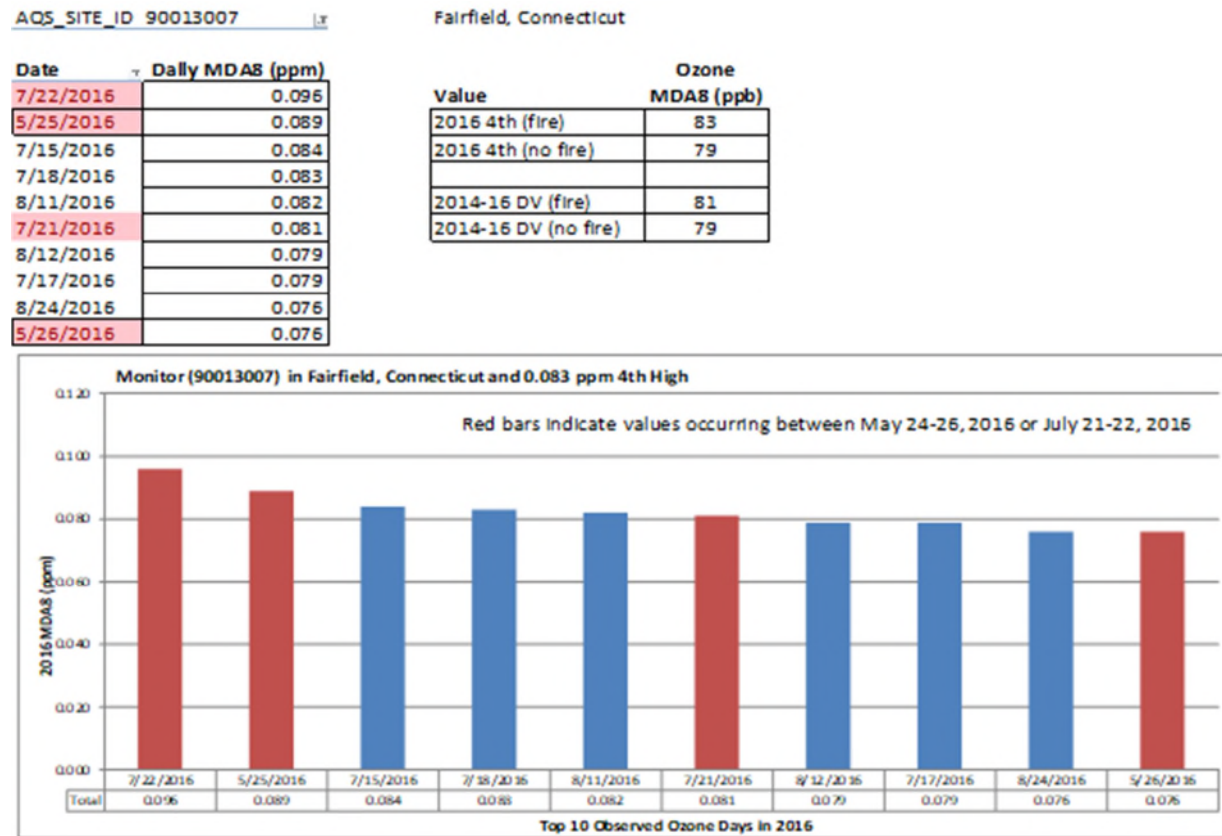 AQS_SITE_ID 90013007
Fairfield, Connecticut
Date Daily MDA8 (ppm)
7/22/2016 0.096
5/25/2016 0.089
7/15/2016 0.084
7/18/2016 0.083
8/11/2016 0.082
7/21/2016 0.081
8/12/2016 0.079
7/17/2016 0.079
8/24/2016 0.076
5/26/2016 0.076
Ozone
Value MDA8 (ppb)
2016 4th (fire) 83
2016 4th (no fire) 79
2014-16 DV (fire) 81
2014-16 DV (no fire) 79
Monitor (90013007) in Fairfield, Connecticut and 0.083 ppm 4th High
Red bars indicate values occurring between May 24-26, 2016 or July 21-22, 2016
2016 MDA8 (ppm)
0.120
0.100
0.080
0.060
0.040
0.020
0.000
7/22/2016 5/25/2016 7/15/2016 7/18/2016 8/11/2016 7/21/2016 8/12/2016 7/17/2016 8/24/2016 5/26/2016
Total 0.096 0.089 0.084 0.083 0.082 0.081 0.079 0.079 0.076 0.076
Top 10 Observed Ozone Days in 2016